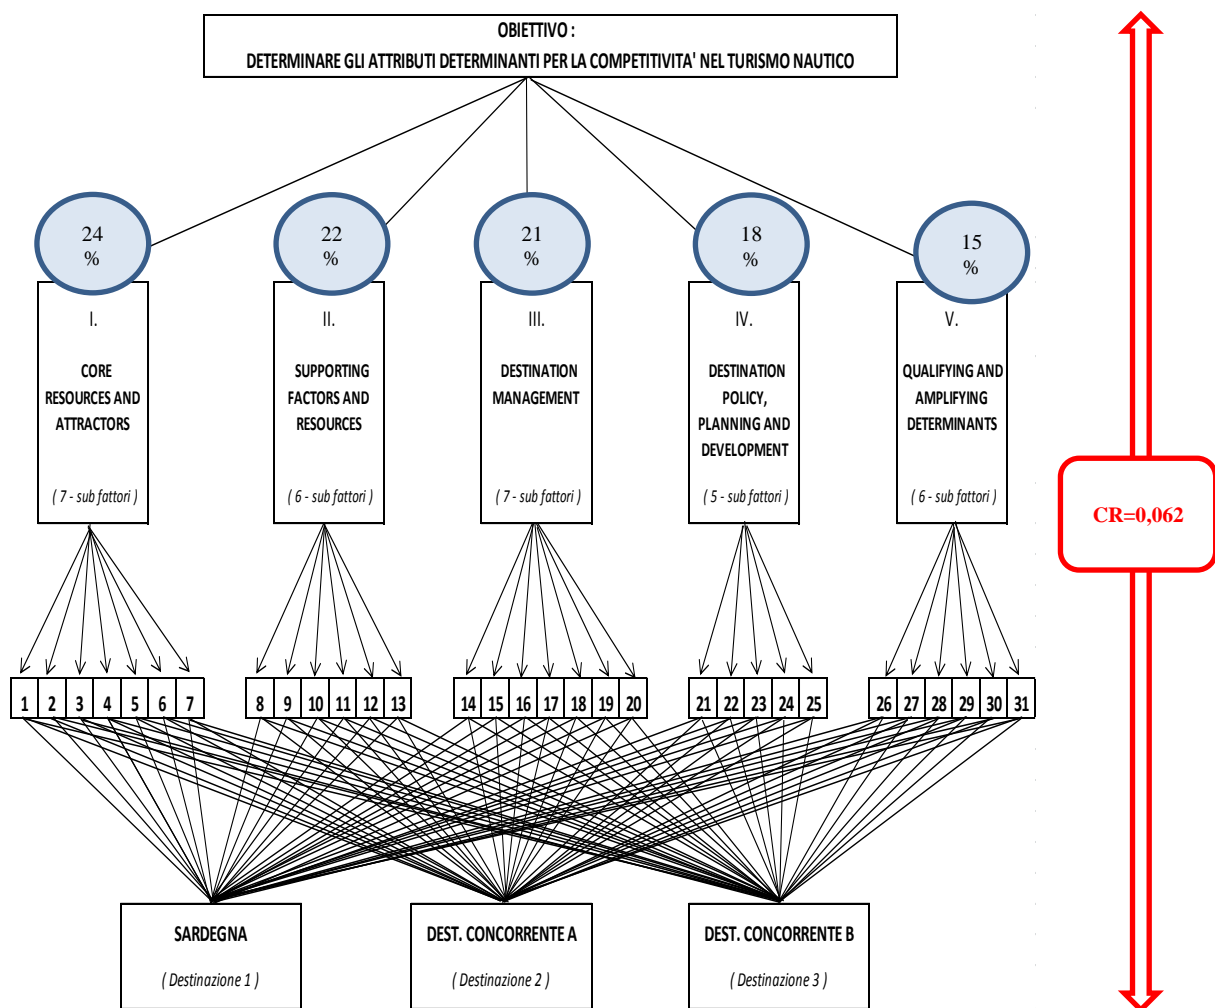 OBIETTIVO :
DETERMINARE GLI ATTRIBUTI DETERMINANTI PER LA COMPETITIVITA' NEL TURISMO NAUTICO
24
%
22
%
21
%
18
%
15
%
I.
CORE
RESOURCES AND
ATTRACTORS
( 7 - sub fattori )
II.
SUPPORTING
FACTORS AND
RESOURCES
( 6 - sub fattori )
III.
DESTINATION
MANAGEMENT
( 7 - sub fattori )
IV.
DESTINATION
POLICY,
PLANNING AND
DEVELOPMENT
( 5 - sub fattori )
V.
QUALIFYING AND
AMPLIFYING
DETERMINANTS
( 6 - sub fattori )
CR=0,062
1 2 3 4 5 6 7 8 9 10 11 12 13 14 15 16 17 18 19 20 21 22 23 24 25 26 27 28 29 30 31
SARDEGNA
( Destinazione 1 )
DEST. CONCORRENTE A
( Destinazione 2 )
DEST. CONCORRENTE B
( Destinazione 3 )